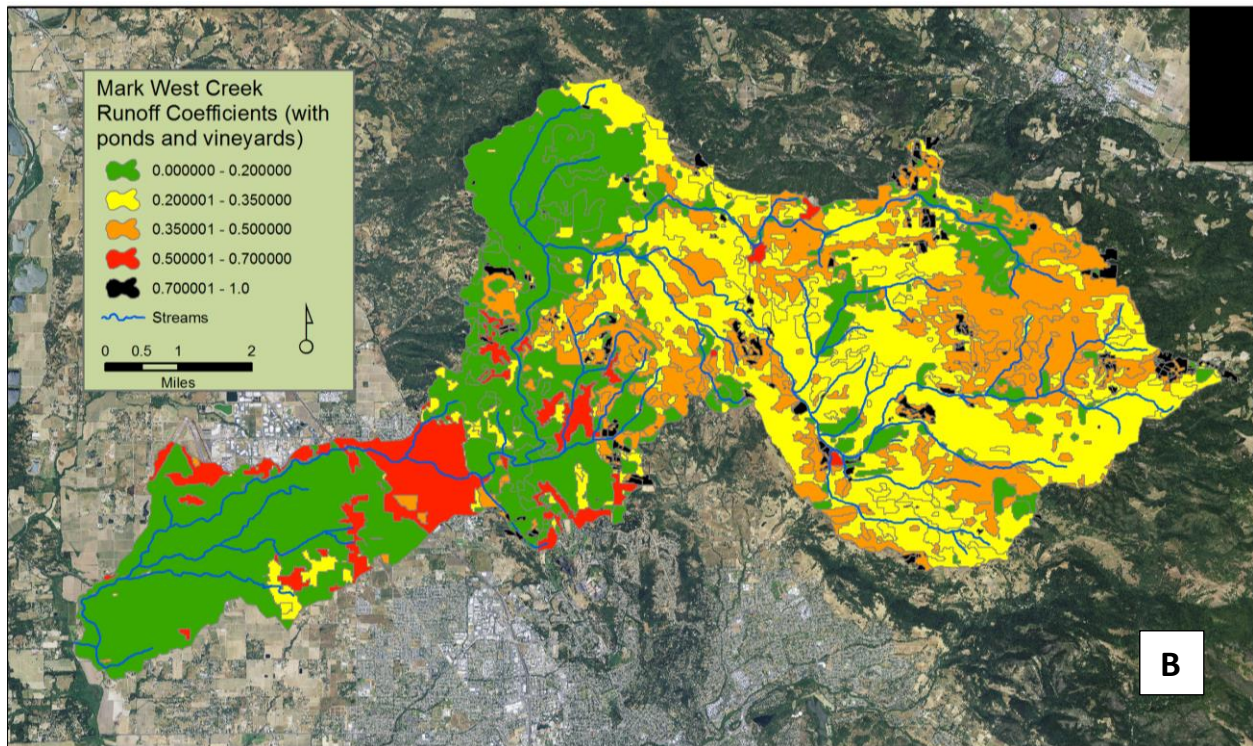 Mark West Creek
Runoff Coefficients (with
ponds and vineyards)
0.000000 - 0.200000
0.200001 - 0.350000
0.350001 - 0.500000
0.500001 - 0.700000
0.700001 - 1.0
Streams
0 0.5 1 2
Miles
B